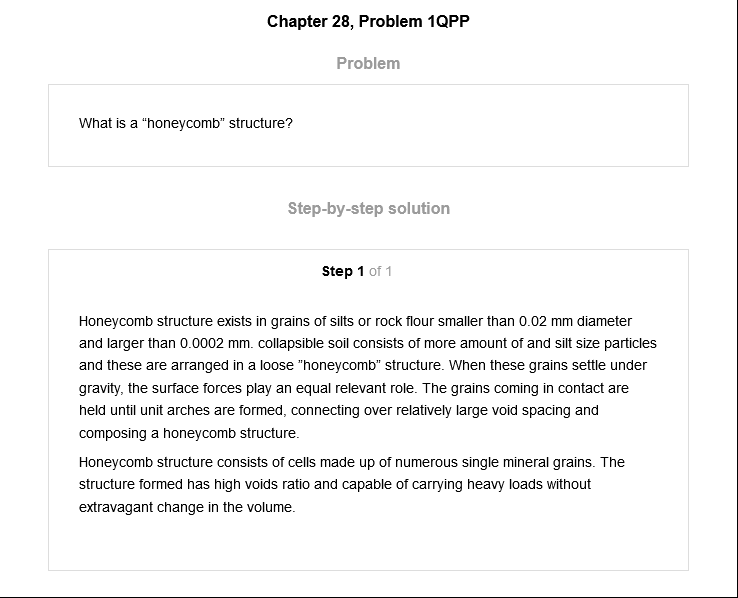 Chapter 28, Problem 1QPP
Problem
What is a “honeycomb” structure?
Step-by-step solution
Step 1 of 1
Honeycomb structure exists in grains of silts or rock flour smaller than 0.02 mm diameter
and larger than 0.0002 mm. collapsible soil consists of more amount of and silt size particles
and these are arranged in a loose ”honeycomb” structure. When these grains settle under
gravity, the surface forces play an equal relevant role. The grains coming in contact are
held until unit arches are formed, connecting over relatively large void spacing and
composing a honeycomb structure.
Honeycomb structure consists of cells made up of numerous single mineral grains. The
structure formed has high voids ratio and capable of carrying heavy loads without
extravagant change in the volume.